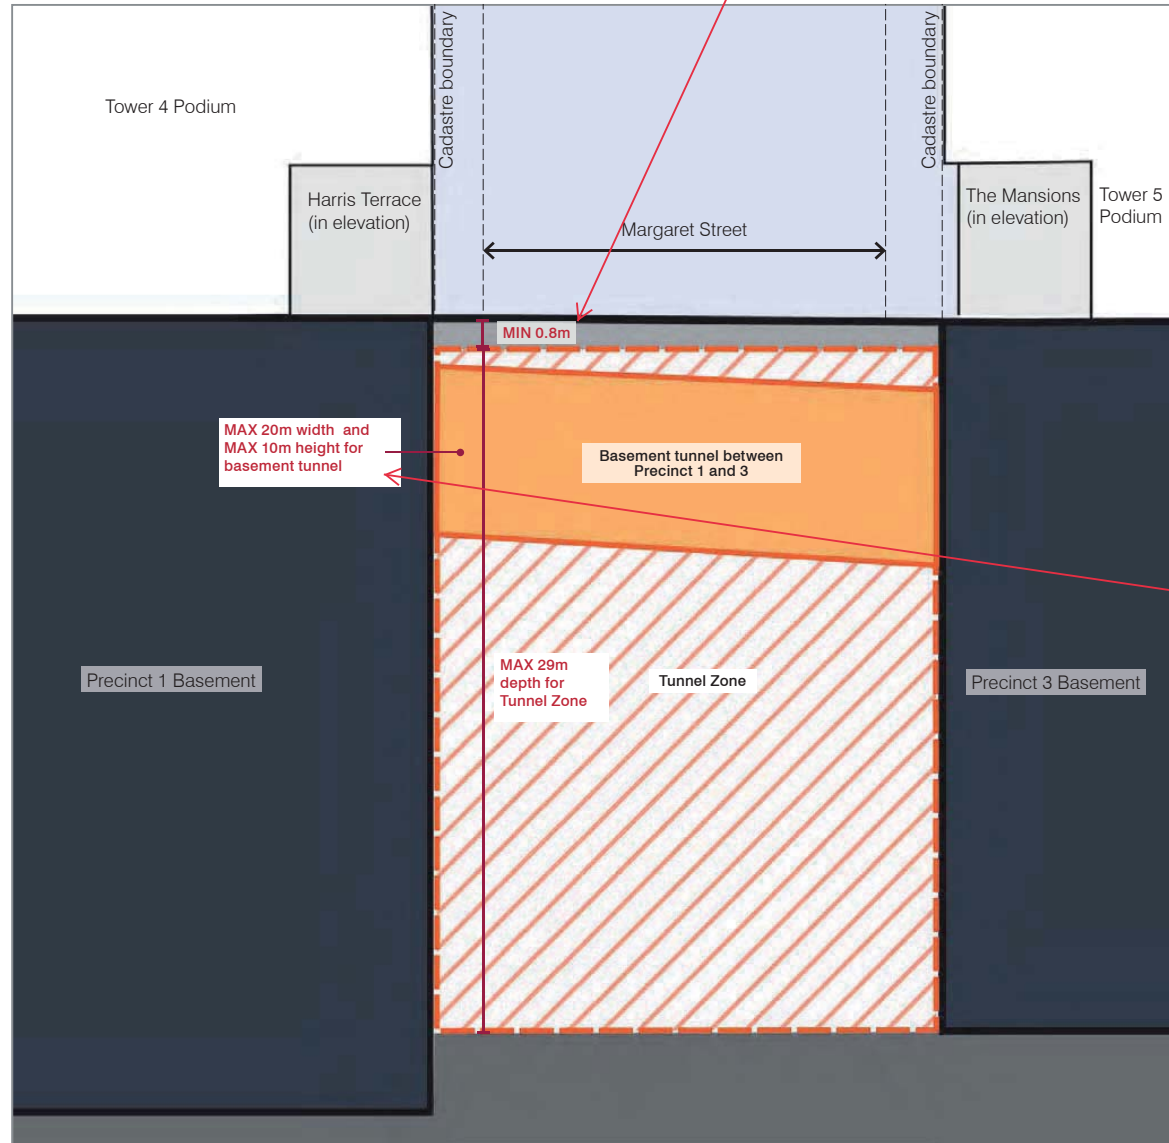 Cadastre boundary
Cadastre boundary
Tower 4 Podium
Harris Terrace
(in elevation)
The Mansions
(in elevation)
Tower 5
Podium
Margaret Street
MIN 0.8m
MAX 20m width and
MAX 10m height for
basement tunnel
Basement tunnel between
Precinct 1 and 3
Precinct 1 Basement
MAX 29m
depth for
Tunnel Zone
Tunnel Zone
Precinct 3 Basement